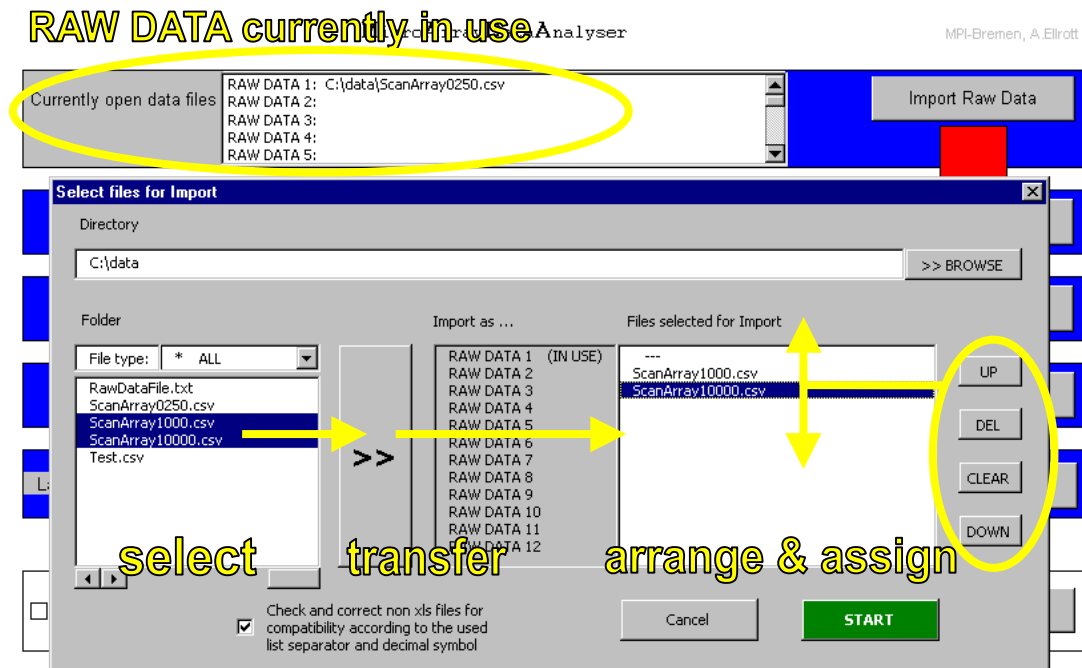 RAW DATA currently in use
Analyser
MPI-Bremen, A.Ellrott
Currently open data files
RAW DATA 1: C:\data\ScanArray0250.csv
RAW DATA 2:
RAW DATA 3:
RAW DATA 4:
RAW DATA 5:
Import Raw Data
Select files for Import
Directory
C:\data
>> BROWSE
Folder
Import as ...
Files selected for Import
File type: * ALL
RawDataFile.txt
ScanArray0250.csv
ScanArray1000.csv
ScanArray10000.csv
Test.csv
>>
RAW DATA 1 (IN USE)
RAW DATA 2
RAW DATA 3
RAW DATA 4
RAW DATA 5
RAW DATA 6
RAW DATA 7
RAW DATA 8
RAW DATA 9
RAW DATA 10
RAW DATA 11
RAW DATA 12
---
ScanArray1000.csv
ScanArray10000.csv
UP
DEL
CLEAR
DOWN
select
transfer
arrange & assign
Check and correct non xls files for
compatibility according to the used
list separator and decimal symbol
Cancel
START